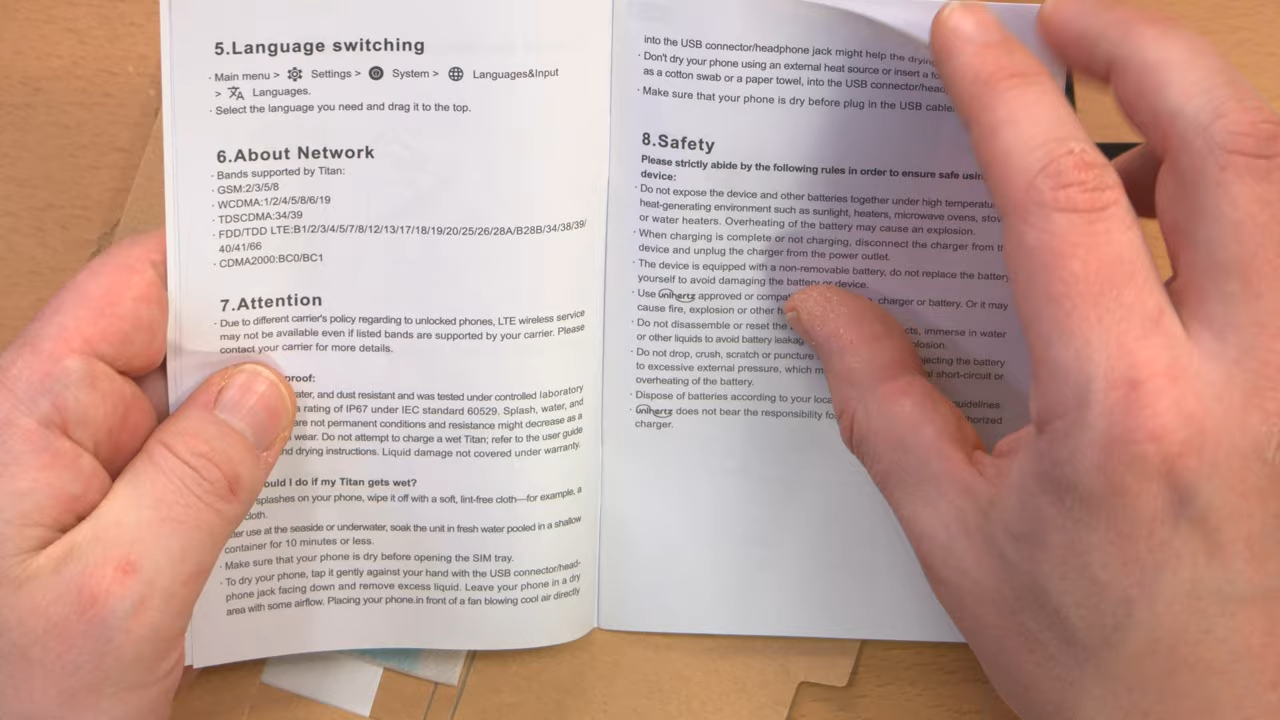 5.Language switching
· Main menu > Settings > System > Languages&Input
> Languages.
· Select the language you need and drag it to the top.
6.About Network
· Bands supported by Titan:
· GSM:2/3/5/8
· WCDMA:1/2/4/5/8/6/19
· TDSCDMA:34/39
· FDD/TDD LTE:B1/2/3/4/5/7/8/12/13/17/18/19/20/25/26/28A/B28B/34/38/39/
40/41/66
· CDMA2000:BC0/BC1
7.Attention
· Due to different carrier's policy regarding to unlocked phones, LTE wireless service
may not be available even if listed bands are supported by your carrier. Please
contact your carrier for more details.
proof:
and dust resistant and was tested under controlled laboratory
a rating of IP67 under IEC standard 60529. Splash, water, and
are not permanent conditions and resistance might decrease as a
wear. Do not attempt to charge a wet Titan; refer to the user guide
drying instructions. Liquid damage not covered under warranty.
I do if my Titan gets wet?
splashes on your phone, wipe it off with a soft, lint-free cloth—for example, a
cloth.
use at the seaside or underwater, soak the unit in fresh water pooled in a shallow
container for 10 minutes or less.
· Make sure that your phone is dry before opening the SIM tray.
· To dry your phone, tap it gently against your hand with the USB connector/head-
phone jack facing down and remove excess liquid. Leave your phone in a dry
area with some airflow. Placing your phone.in front of a fan blowing cool air directly
into the USB connector/headphone jack might help the drying
· Don't dry your phone using an external heat source or insert a
as a cotton swab or a paper towel, into the USB
· Make sure that your phone is dry before plug in the USB cable
8.Safety
Please strictly abide by the following rules in order to ensure safe
device:
· Do not expose the device and other batteries together under high
heat-generating environment such as sunlight, heaters, microwave ovens,
or water heaters. Overheating of the battery may cause an explosion.
· When charging is complete or not charging, disconnect the charger from
device and unplug the charger from the power outlet.
· The device is equipped with a non-removable battery, do not replace the battery
yourself to avoid damaging the battery or device.
· Use Unihertz approved or charger or battery. Or it may
cause fire, explosion or other
· Do not disassemble or reset the immerse in water
or other liquids to avoid battery
· Do not drop, crush, scratch or puncture the battery
to excessive external pressure, which short-circuit or
overheating of the battery.
· Dispose of batteries according to your guidelines
· Unihertz does not bear the responsibility
charger.